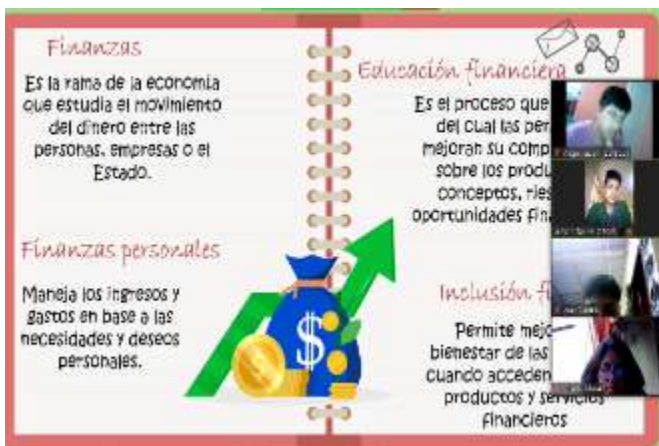 Finanzas
Es la rama de la economía
que estudia el movimiento
del dinero entre las
personas, empresas o el
Estado.
Finanzas personales
Maneja los ingresos y
gastos en base a las
necesidades y deseos
personales.
Educación financiera
Es el proceso que
del cual las per
mejoran su comp
sobre los produ
conceptos, ries
oportunidades fin
Inclusión f
Permite mejo
bienestar de las
cuando acceden
productos y servicios
financieros
$